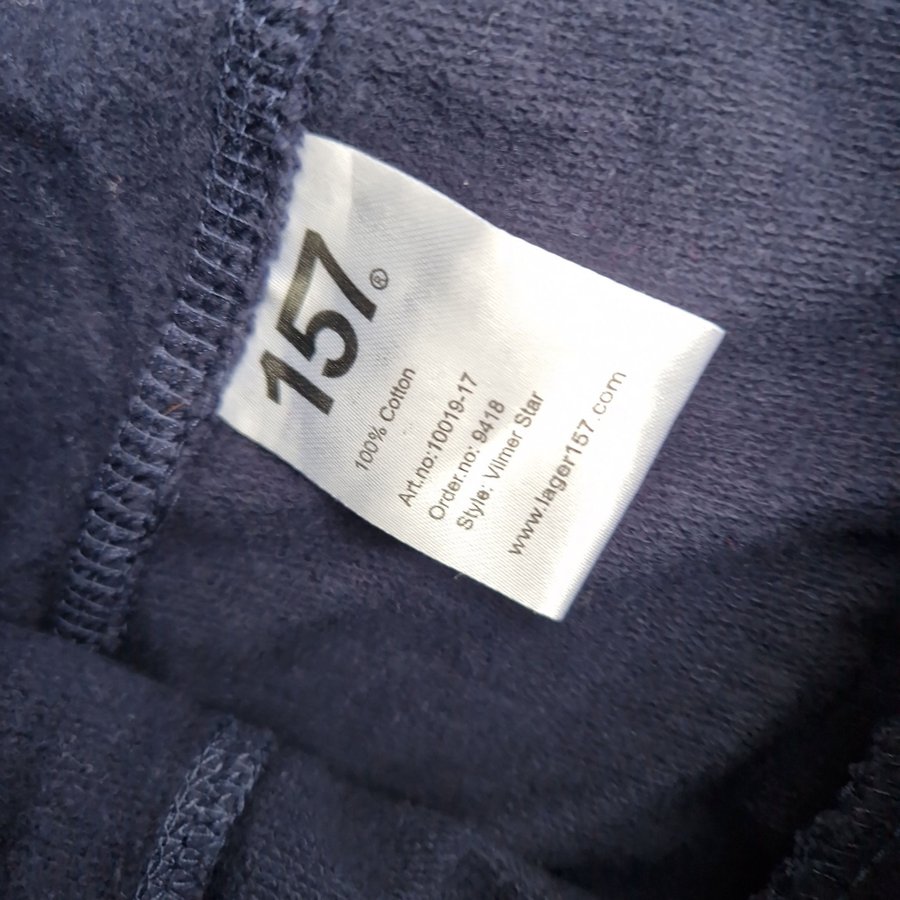 157®
100% Cotton
Art.no:10019-17
Order.no: 9418
Style: Vilmer Star
www.lager157.com